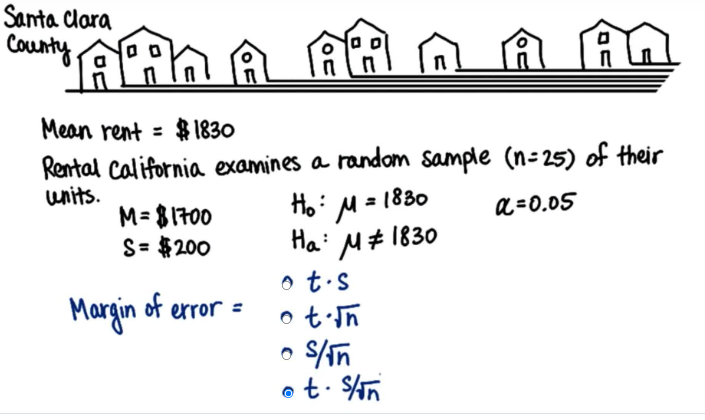 Santa Clara
County
Mean rent = $1830
Rental California examines a random sample (n=25) of their
units.
M = $1700
S = $200
H₀: μ = 1830
Hₐ: μ ≠ 1830
α=0.05
Margin of error =
t·s
t·√n
s/√n
t · s/√n